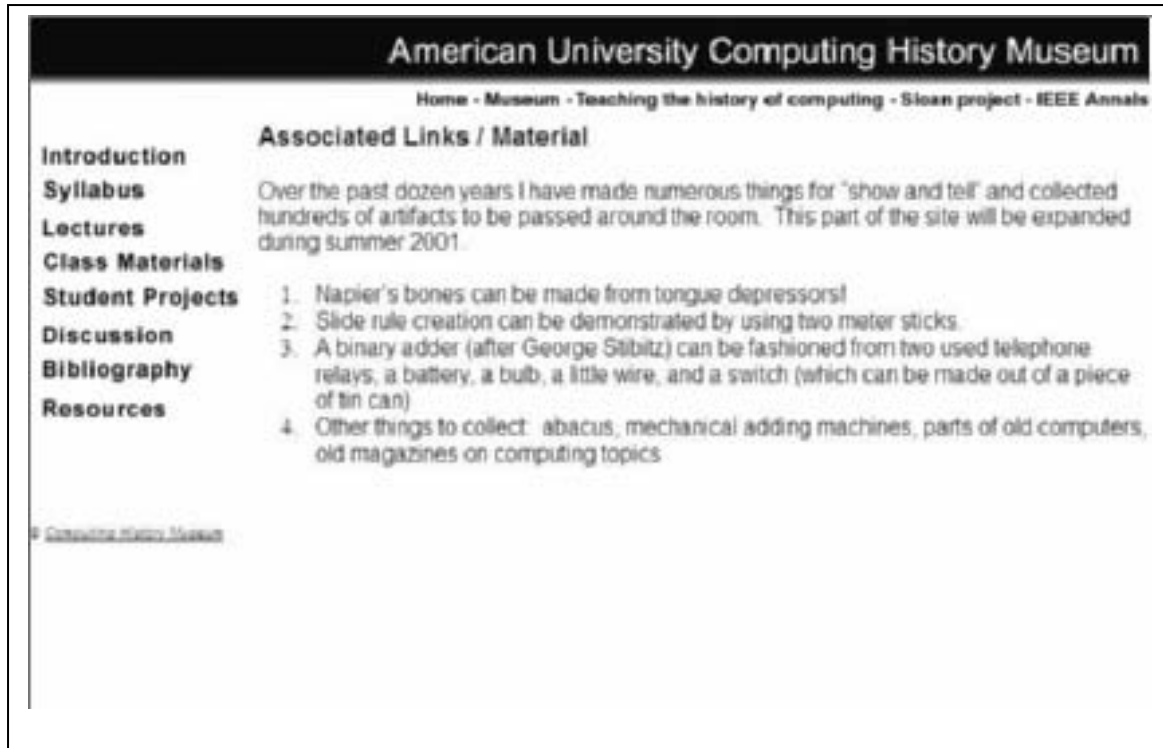 American University Computing History Museum
Home - Museum - Teaching the history of computing - Sloan project - IEEE Annals
Introduction
Syllabus
Lectures
Class Materials
Student Projects
Discussion
Bibliography
Resources
Associated Links / Material
Over the past dozen years I have made numerous things for "show and tell" and collected
hundreds of artifacts to be passed around the room. This part of the site will be expanded
during summer 2001.
1. Napier's bones can be made from tongue depressors!
2. Slide rule creation can be demonstrated by using two meter sticks.
3. A binary adder (after George Stibitz) can be fashioned from two used telephone
relays, a battery, a bulb, a little wire, and a switch (which can be made out of a piece
of tin can)
4. Other things to collect: abacus, mechanical adding machines, parts of old computers,
old magazines on computing topics
© Computing History Museum